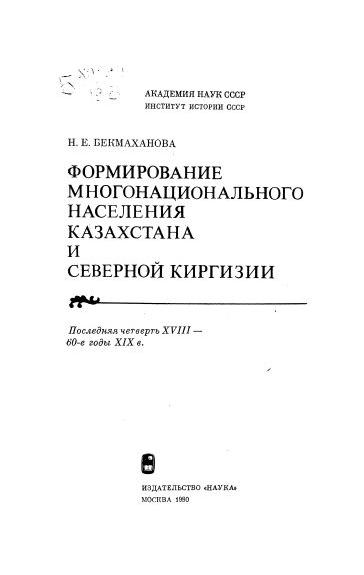 АКАДЕМИЯ НАУК СССР
ИНСТИТУТ ИСТОРИИ СССР
Н. Е. БЕКМАХАНОВА
ФОРМИРОВАНИЕ
МНОГОНАЦИОНАЛЬНОГО
НАСЕЛЕНИЯ
КАЗАХСТАНА
И
СЕВЕРНОЙ КИРГИЗИИ
Последняя четверть XVIII —
60-е годы XIX в.
ИЗДАТЕЛЬСТВО «НАУКА»
МОСКВА 1980